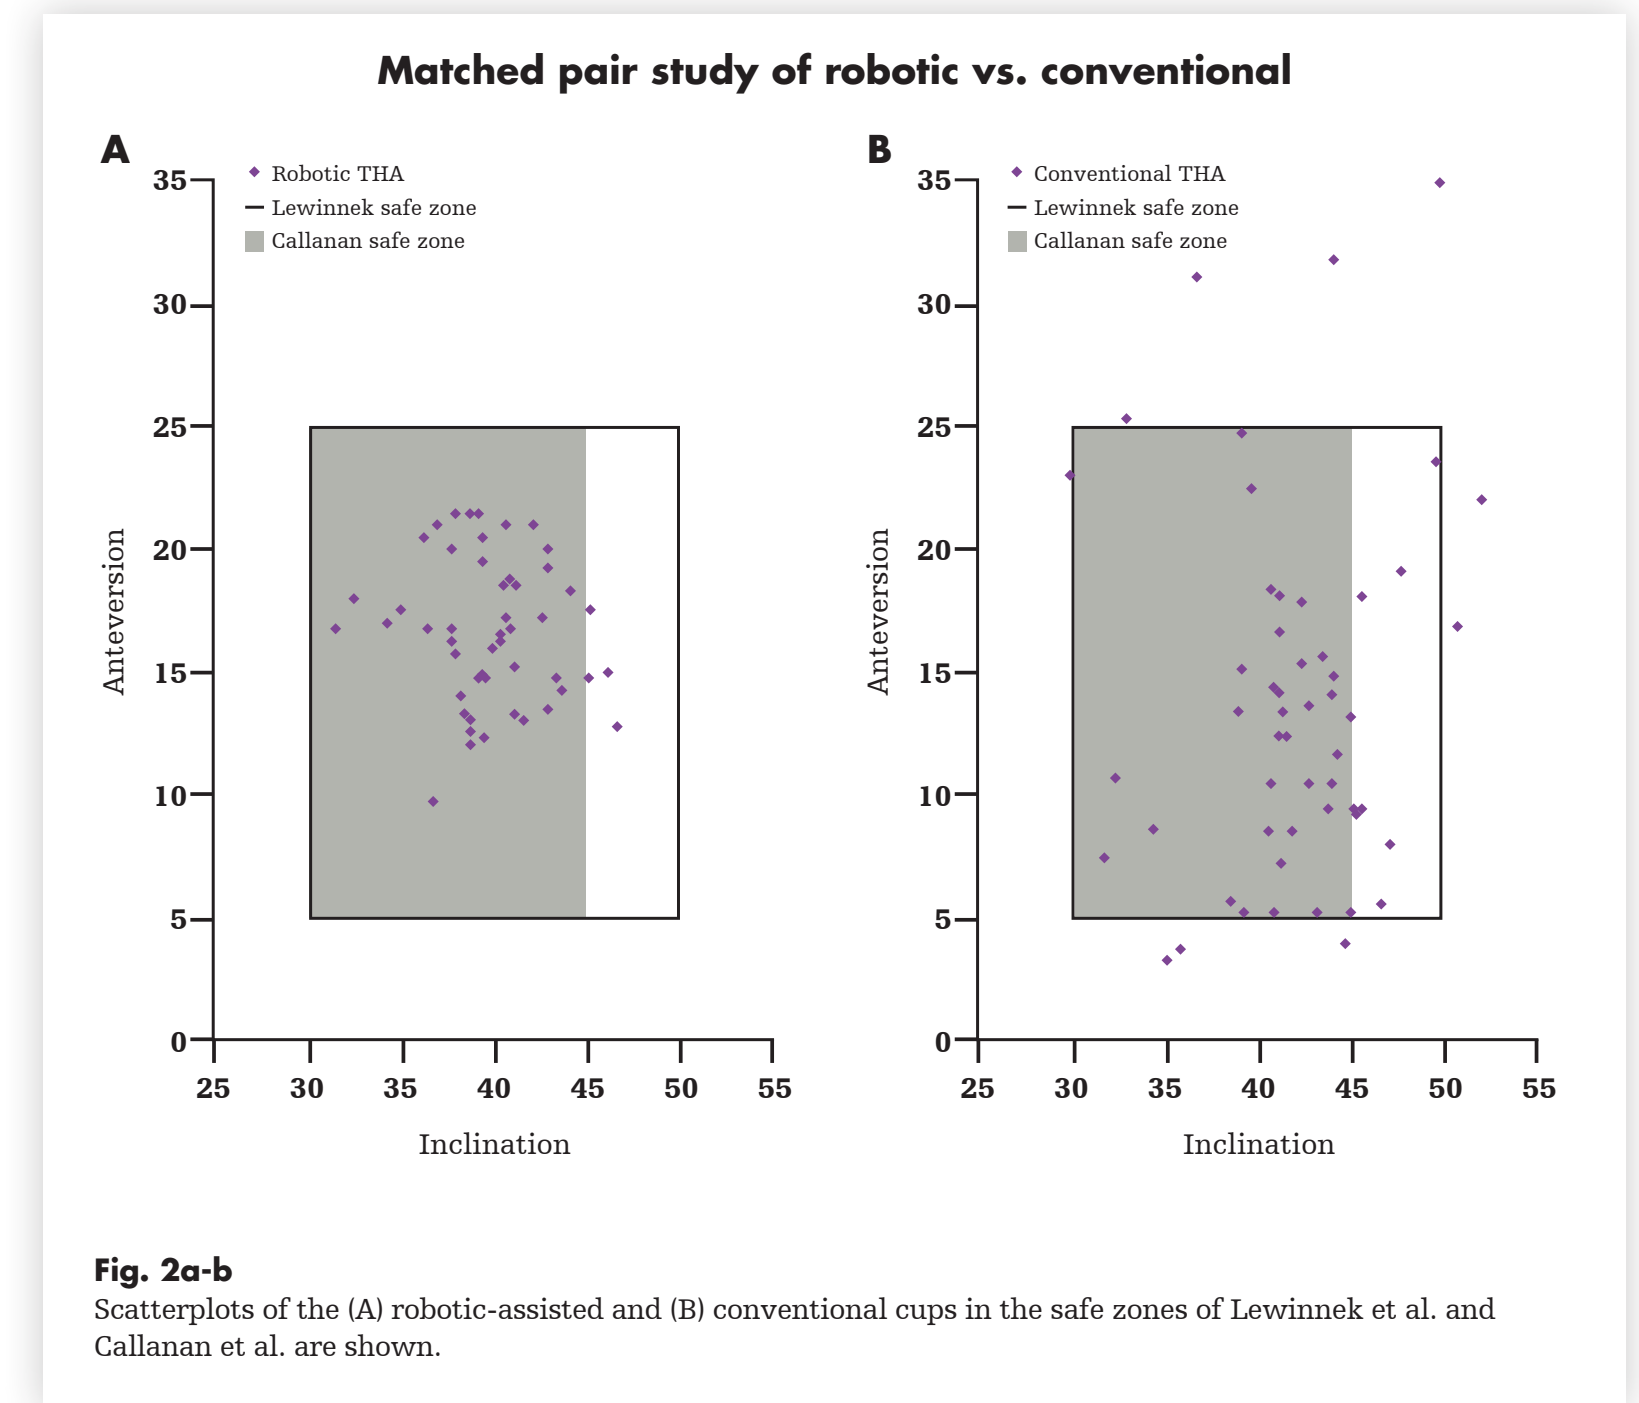 Matched pair study of robotic vs. conventional
A
Robotic THA
Lewinnek safe zone
Callanan safe zone
35
30
25
20
15
10
5
0
Anteversion
25 30 35 40 45 50 55
Inclination
B
Conventional THA
Lewinnek safe zone
Callanan safe zone
35
30
25
20
15
10
5
0
Anteversion
25 30 35 40 45 50 55
Inclination
Fig. 2a-b
Scatterplots of the (A) robotic-assisted and (B) conventional cups in the safe zones of Lewinnek et al. and
Callanan et al. are shown.